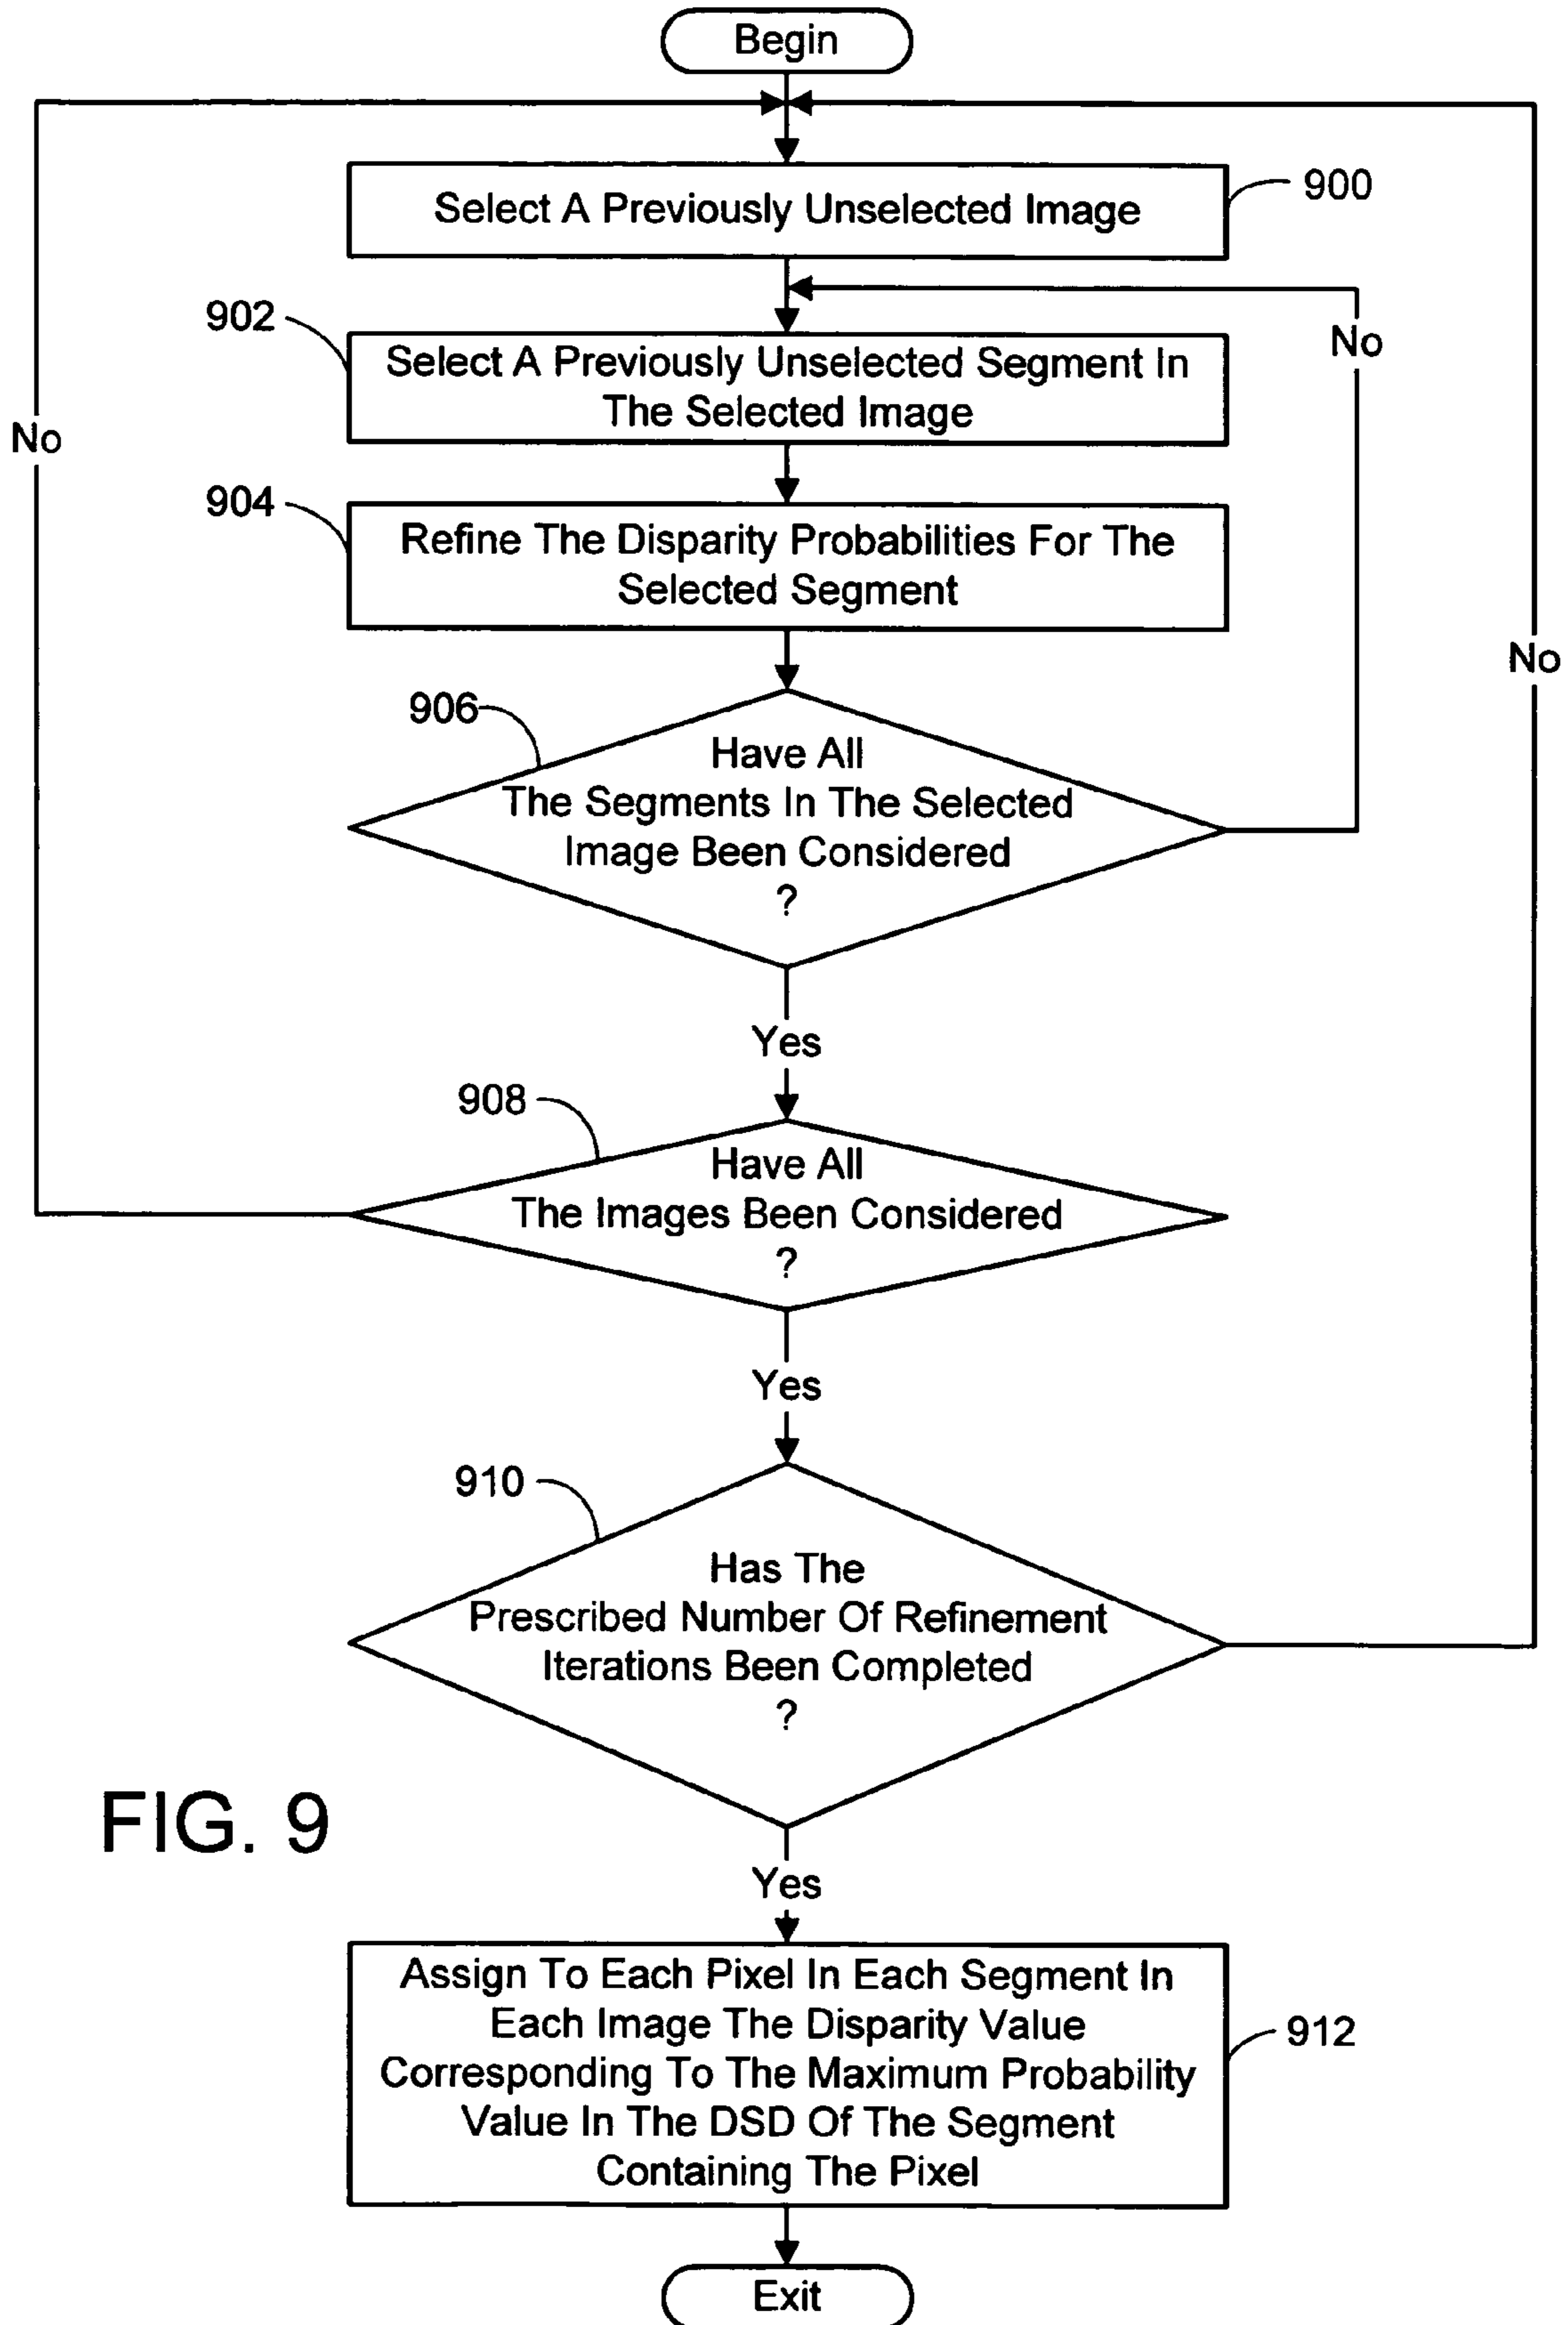 Begin
Select A Previously Unselected Image
900
902
No
Select A Previously Unselected Segment In
The Selected Image
No
904
Refine The Disparity Probabilities For The
Selected Segment
No
906
Have All
The Segments In The Selected
Image Been Considered
?
Yes
908
Have All
The Images Been Considered
?
Yes
910
Has The
Prescribed Number Of Refinement
Iterations Been Completed
?
FIG. 9
Yes
Assign To Each Pixel In Each Segment In
Each Image The Disparity Value
Corresponding To The Maximum Probability
Value In The DSD Of The Segment
Containing The Pixel
912
Exit